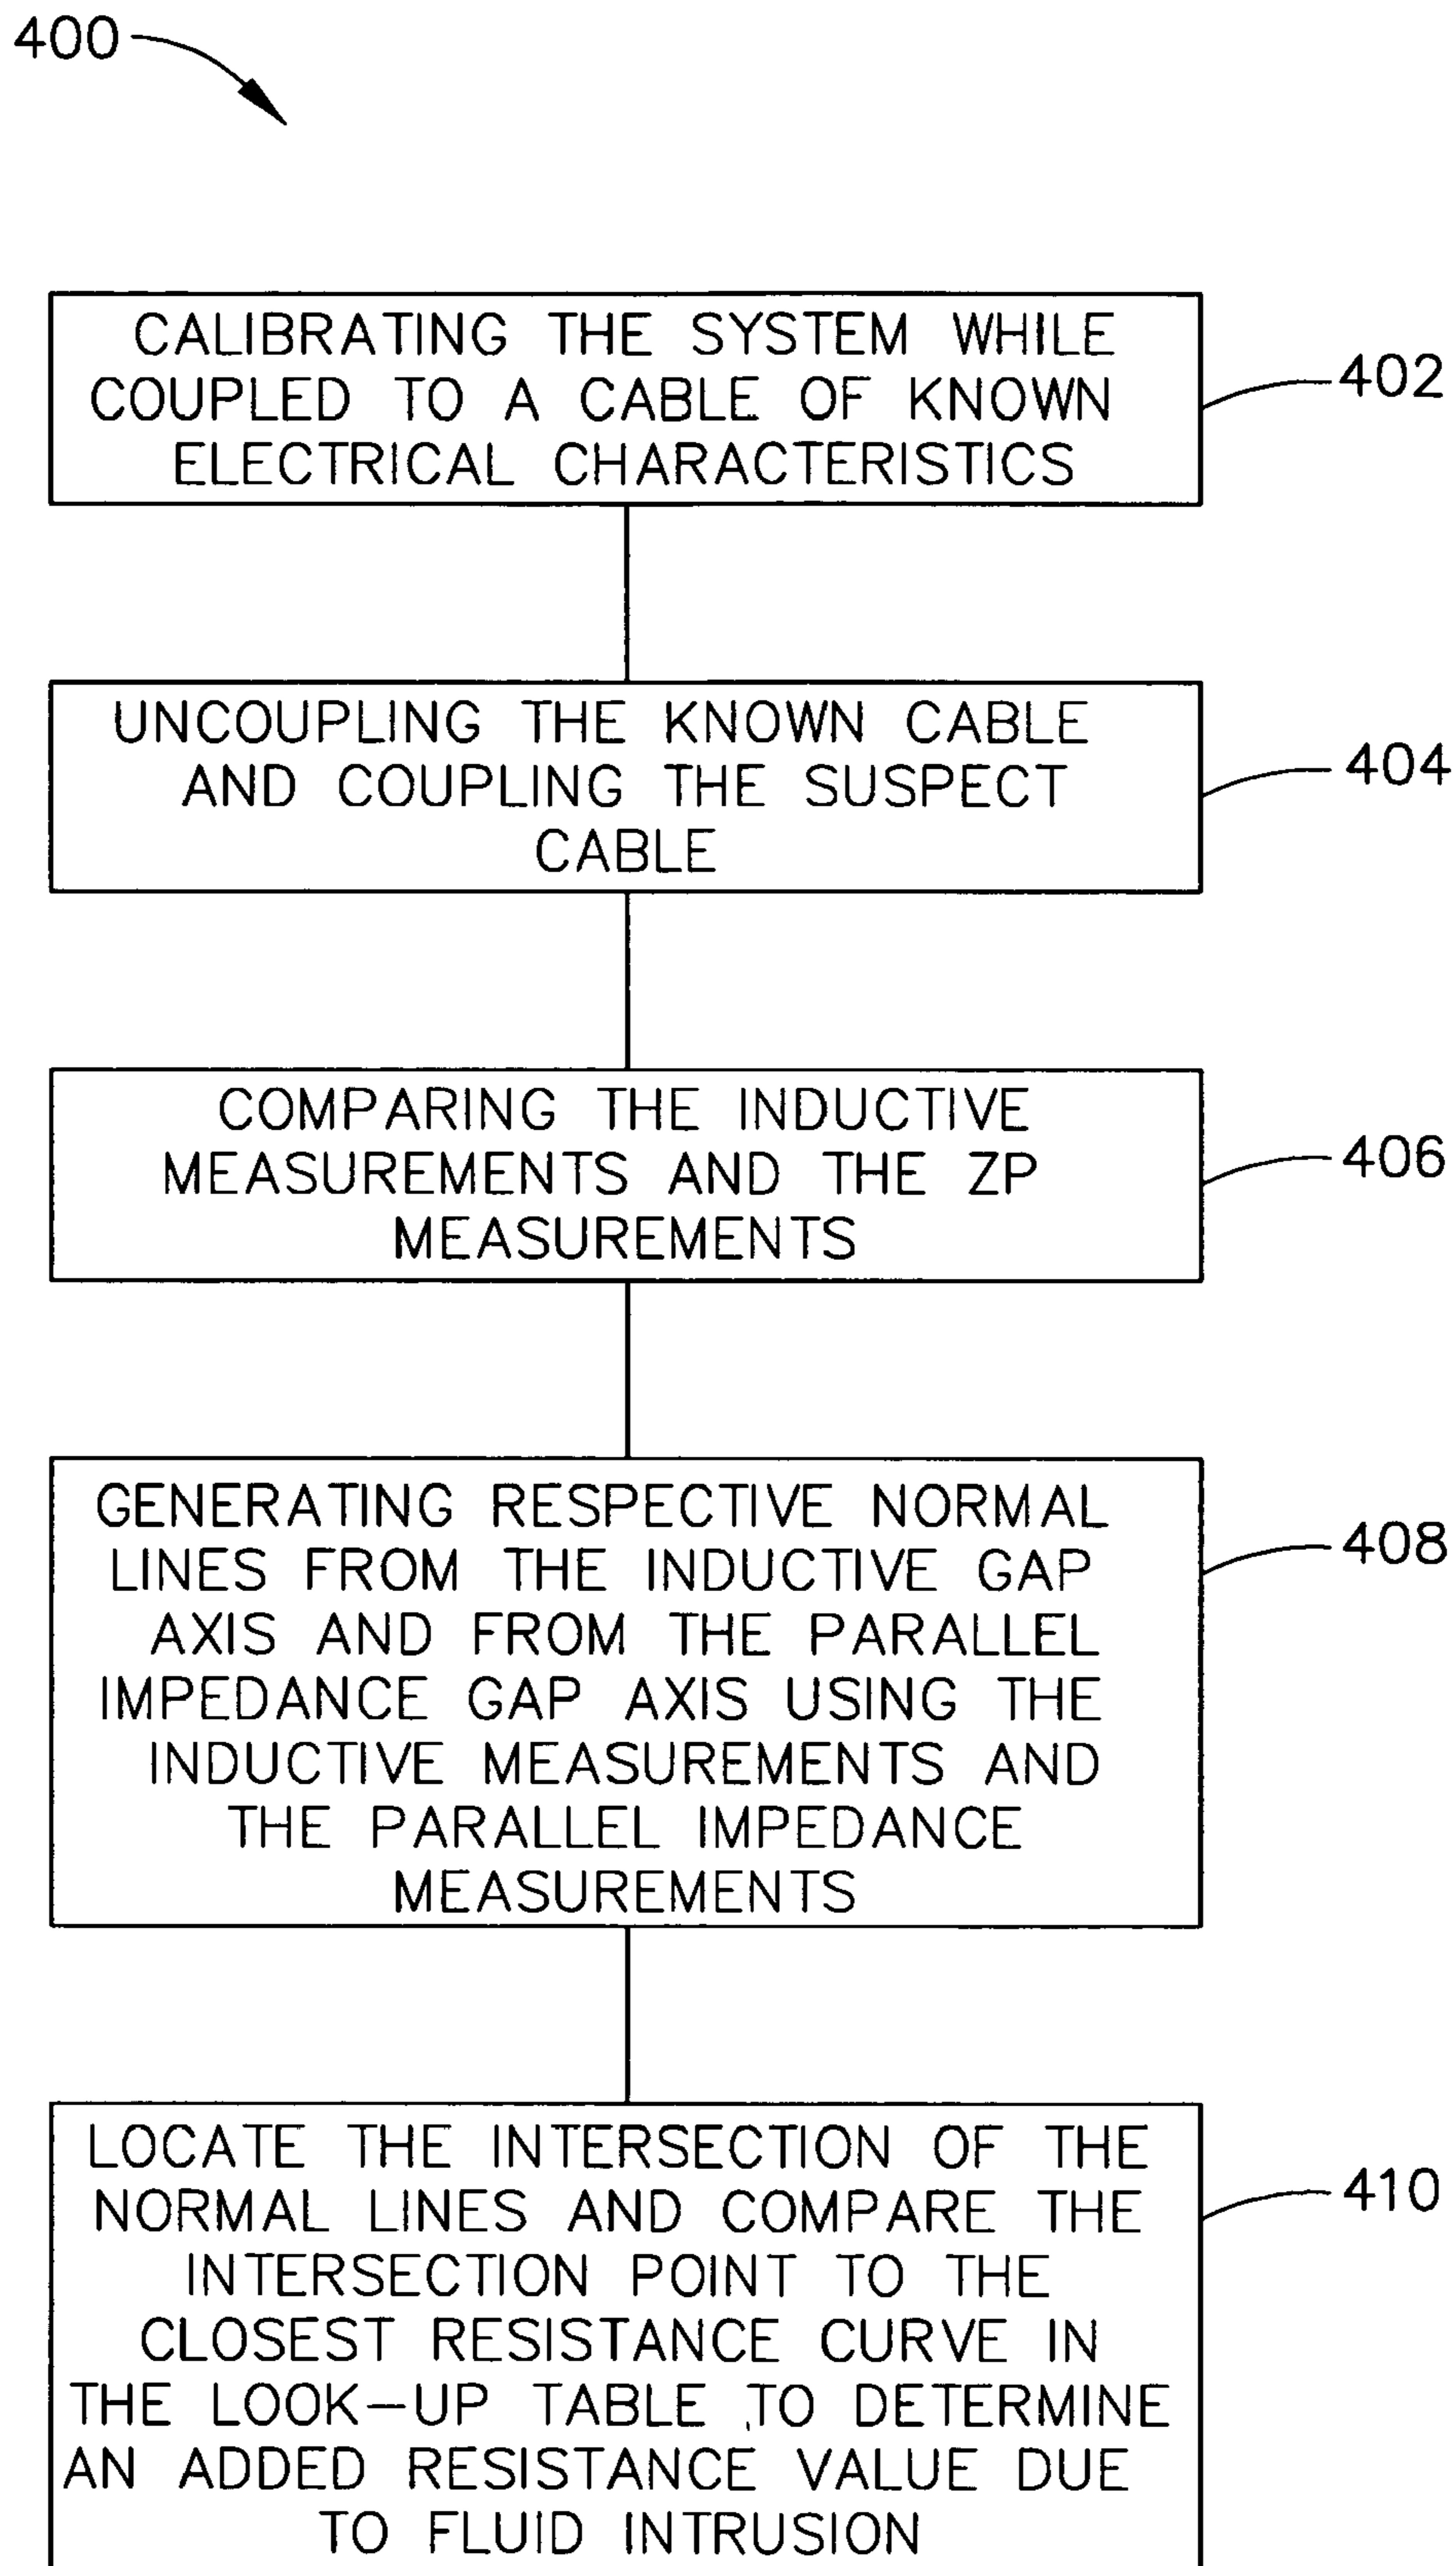 400
CALIBRATING THE SYSTEM WHILE
COUPLED TO A CABLE OF KNOWN
ELECTRICAL CHARACTERISTICS
402
UNCOUPLING THE KNOWN CABLE
AND COUPLING THE SUSPECT
CABLE
404
COMPARING THE INDUCTIVE
MEASUREMENTS AND THE ZP
MEASUREMENTS
406
GENERATING RESPECTIVE NORMAL
LINES FROM THE INDUCTIVE GAP
AXIS AND FROM THE PARALLEL
IMPEDANCE GAP AXIS USING THE
INDUCTIVE MEASUREMENTS AND
THE PARALLEL IMPEDANCE
MEASUREMENTS
408
LOCATE THE INTERSECTION OF THE
NORMAL LINES AND COMPARE THE
INTERSECTION POINT TO THE
CLOSEST RESISTANCE CURVE IN
THE LOOK-UP TABLE TO DETERMINE
AN ADDED RESISTANCE VALUE DUE
TO FLUID INTRUSION
410